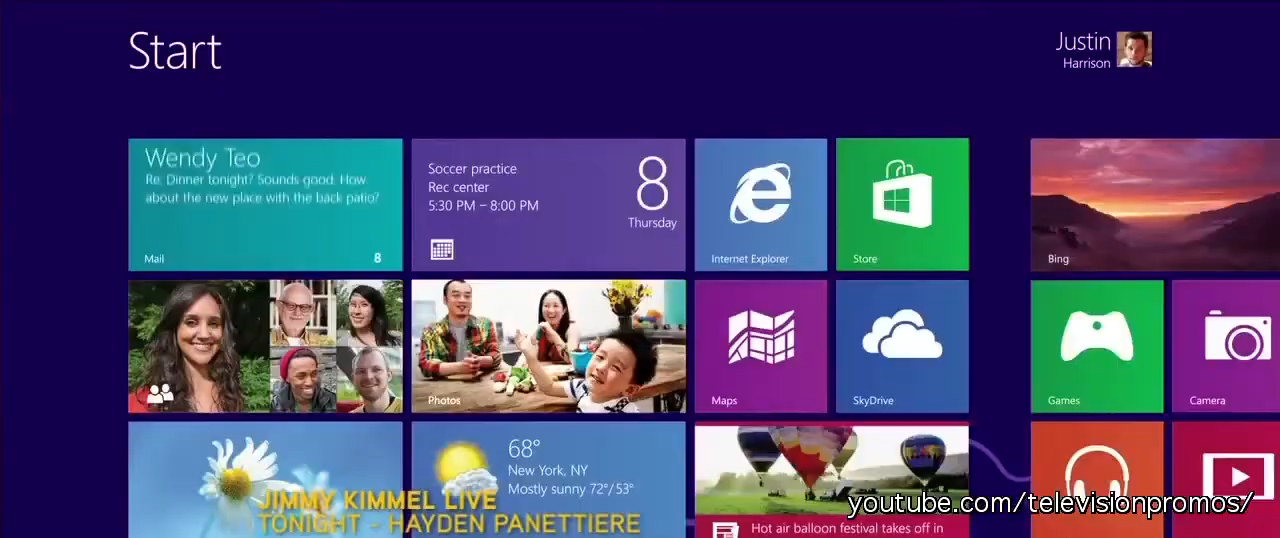 Start
Justin
Harrison
Wendy Teo
Re: Dinner tonight? Sounds good. How
about the new place with the back patio?
Mail
8
Soccer practice
Rec center
5:30 PM – 8:00 PM
8
Thursday
Internet Explorer
Store
Bing
Photos
Maps
SkyDrive
Games
Camera
68°
New York, NY
Mostly sunny 72°/53°
JIMMY KIMMEL LIVE
TONIGHT - HAYDEN PANETTIERE
Hot air balloon festival takes off in
youtube.com/televisionpromos/